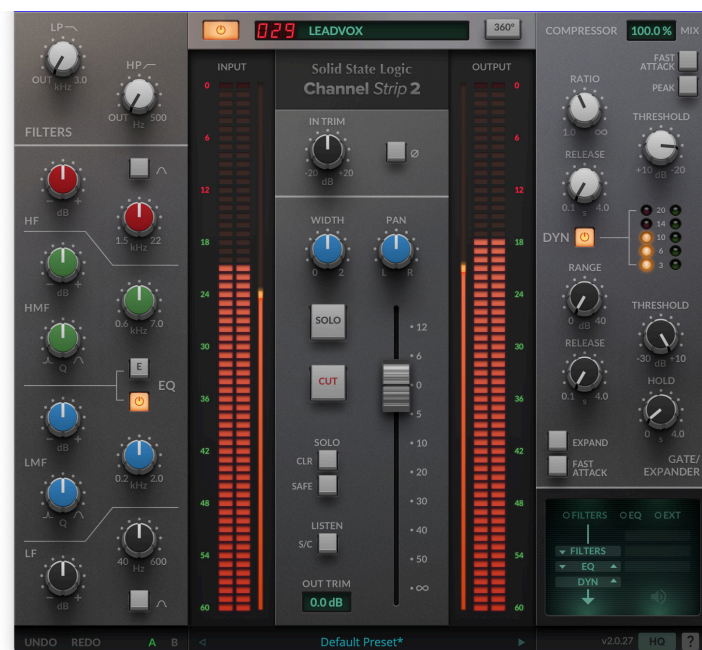 LP
OUT 3.0
kHz
HP
OUT 500
Hz
FILTERS
- +
dB
HF
1.5 22
kHz
- +
dB
0.6 7.0
kHz
HMF
Q
E
EQ
- +
dB
LMF
0.2 2.0
kHz
Q
40 600
Hz
LF
- +
dB
UNDO REDO A B
029 LEADVOX
360°
INPUT
0
6
12
18
24
30
36
42
48
54
60
Solid State Logic
Channel Strip 2
IN TRIM
-20 +20
dB
Ø
WIDTH PAN
0 2 L R
SOLO
CUT
12
6
0
5
10
20
30
40
50
∞
SOLO
CLR
SAFE
LISTEN
S/C
OUT TRIM
0.0 dB
OUTPUT
0
6
12
18
24
30
36
42
48
54
60
Default Preset*
COMPRESSOR 100.0 % MIX
FAST
ATTACK
PEAK
RATIO
1.0 ∞
THRESHOLD
+10 -20
dB
RELEASE
0.1 4.0
s
20
14
10
6
3
DYN
RANGE
0 40
dB
THRESHOLD
-30 +10
dB
RELEASE
0.1 4.0
s
HOLD
0 4.0
s
EXPAND
FAST
ATTACK
GATE/
EXPANDER
FILTERS EQ EXT
FILTERS
EQ
DYN
v2.0.27 HQ ?